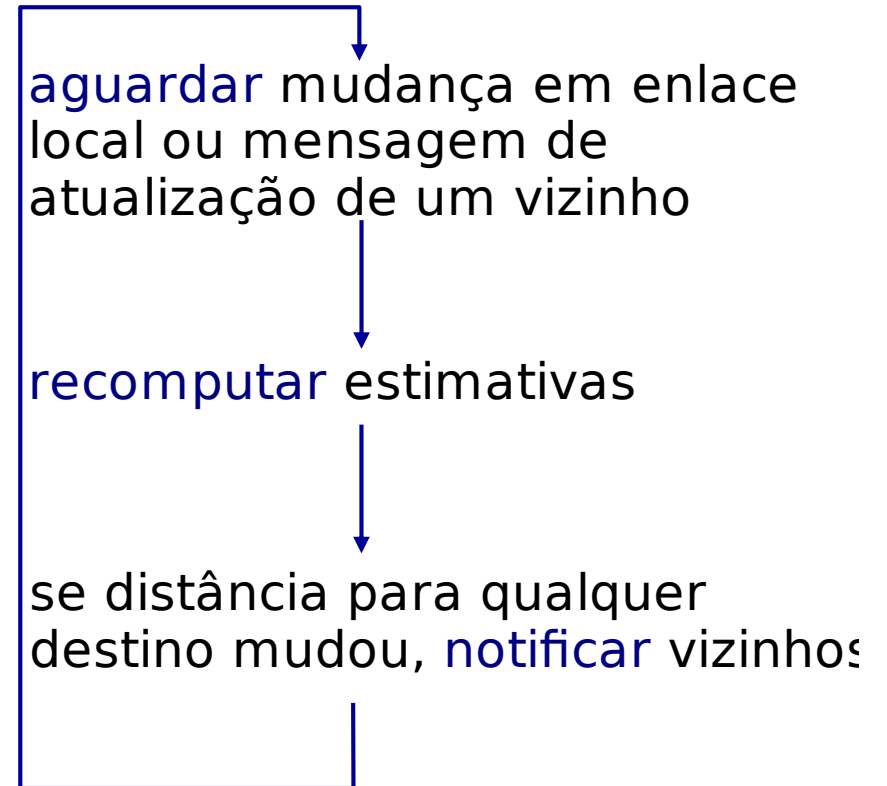 aguardar mudança em enlace
local ou mensagem de
atualização de um vizinho
recomputar estimativas
se distância para qualquer
destino mudou, notificar vizinhos